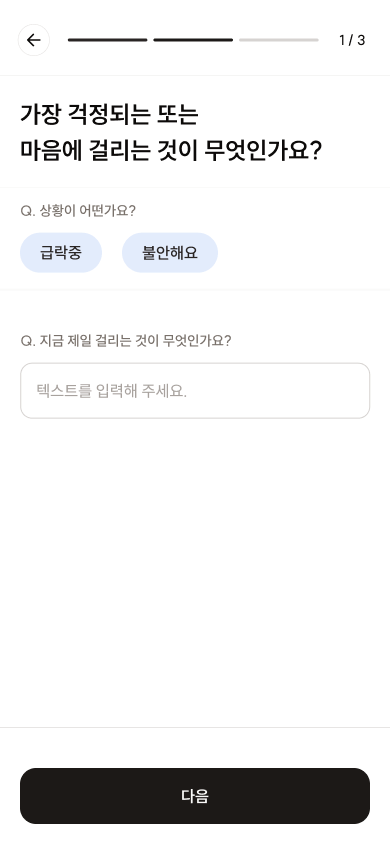 1 / 3
가장 걱정되는 또는
마음에 걸리는 것이 무엇인가요?
Q. 상황이 어떤가요?
급락중 불안해요
Q. 지금 제일 걸리는 것이 무엇인가요?
텍스트를 입력해 주세요.
다음